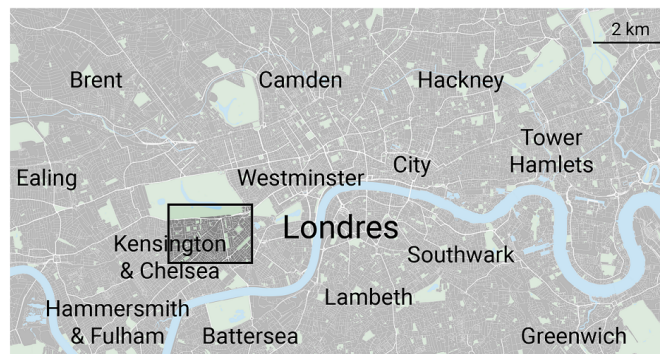 2 km
Brent
Camden
Hackney
Tower
Hamlets
City
Ealing
Westminster
Londres
Kensington
& Chelsea
Southwark
Lambeth
Hammersmith
& Fulham
Battersea
Greenwich